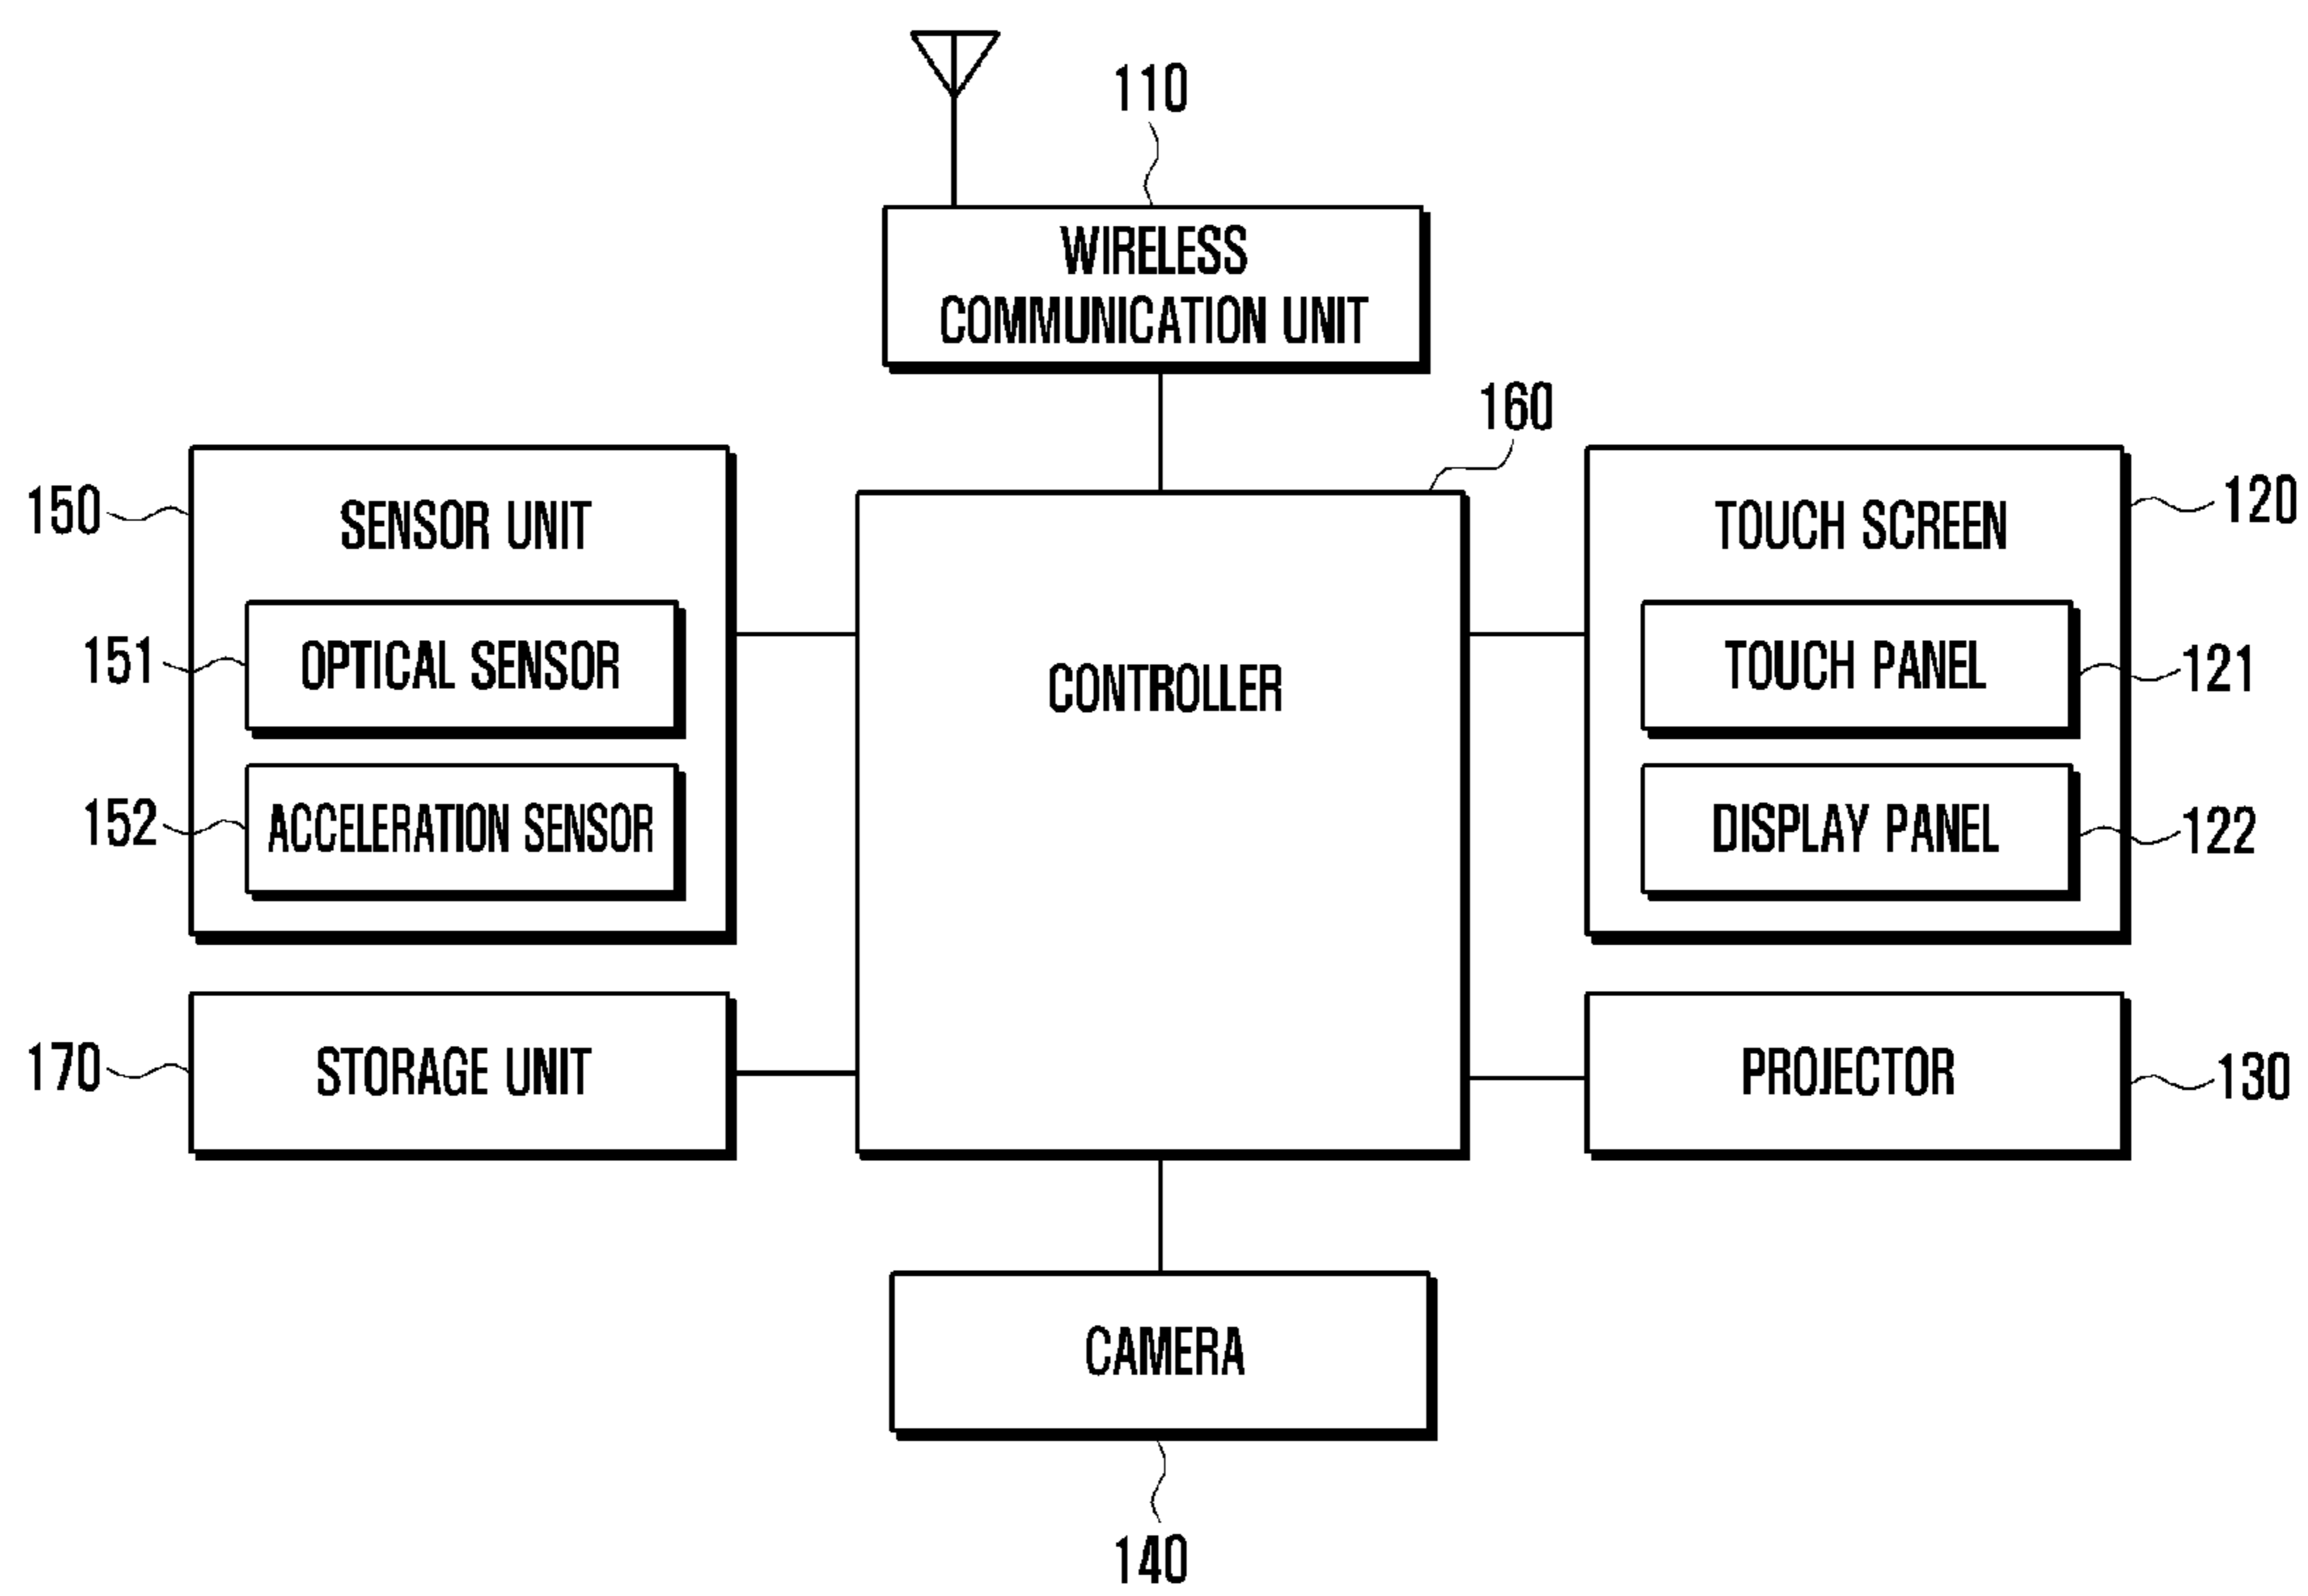 110
WIRELESS
COMMUNICATION UNIT
160
150
SENSOR UNIT
151
OPTICAL SENSOR
152
ACCELERATION SENSOR
CONTROLLER
TOUCH SCREEN
120
TOUCH PANEL
121
DISPLAY PANEL
122
170
STORAGE UNIT
PROJECTOR
130
CAMERA
140